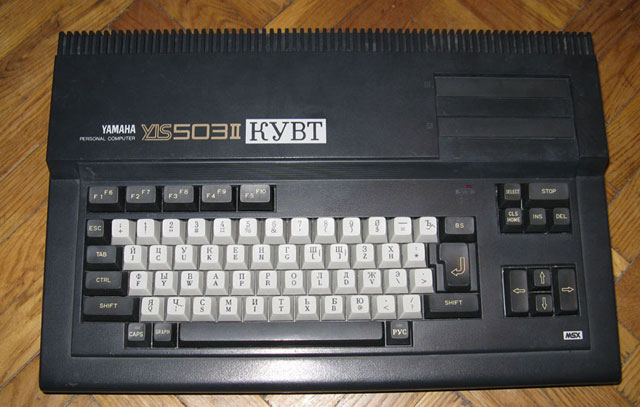 YAMAHA YIS503II КУВТ
PERSONAL COMPUTER
F6 F7 F8 F9 F10
F1 F2 F3 F4 F5
SELECT STOP
CLS HOME INS DEL
ESC BS
TAB Й Ц У К Е Н Г Ш Щ З Х
J C U K E N G [ ] Z H
CTRL Ф Ы В А П Р О Л Д Ж Э
F Y W A P R O L D V \
SHIFT Я Ч С М И Т Ь Б Ю SHIFT
Q ^ S M I T X B @
CAPS GRAPH РУС
← ↑ ↓ →
MSX